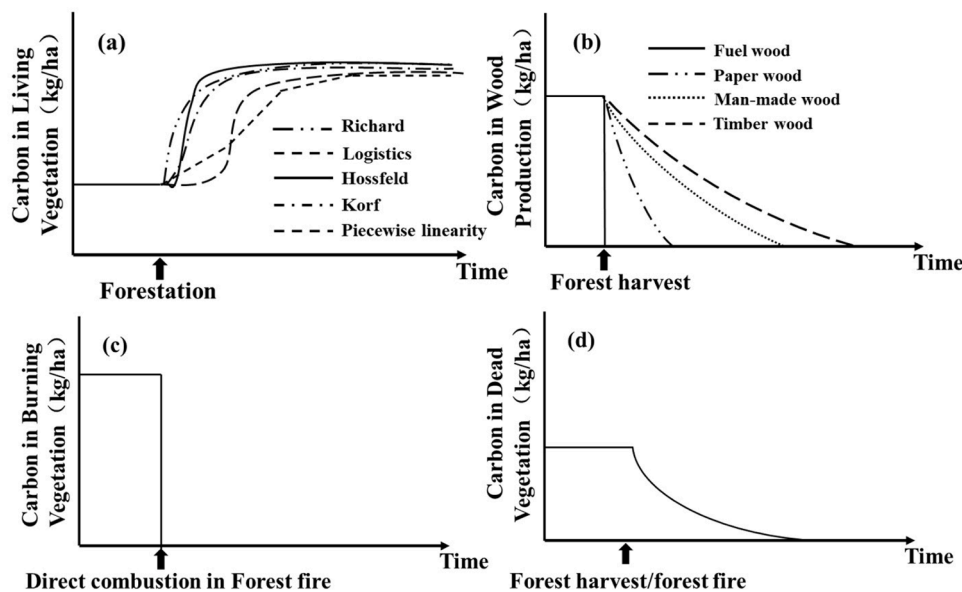 (a)
Carbon in Living
Vegetation（kg/ha）
Richard
Logistics
Hossfeld
Korf
Piecewise linearity
Time
Forestation
(b)
Carbon in Wood
Production（kg/ha）
Fuel wood
Paper wood
Man-made wood
Timber wood
Time
Forest harvest
(c)
Carbon in Burning
Vegetation（kg/ha）
Time
Direct combustion in Forest fire
(d)
Carbon in Dead
Vegetation（kg/ha）
Time
Forest harvest/forest fire